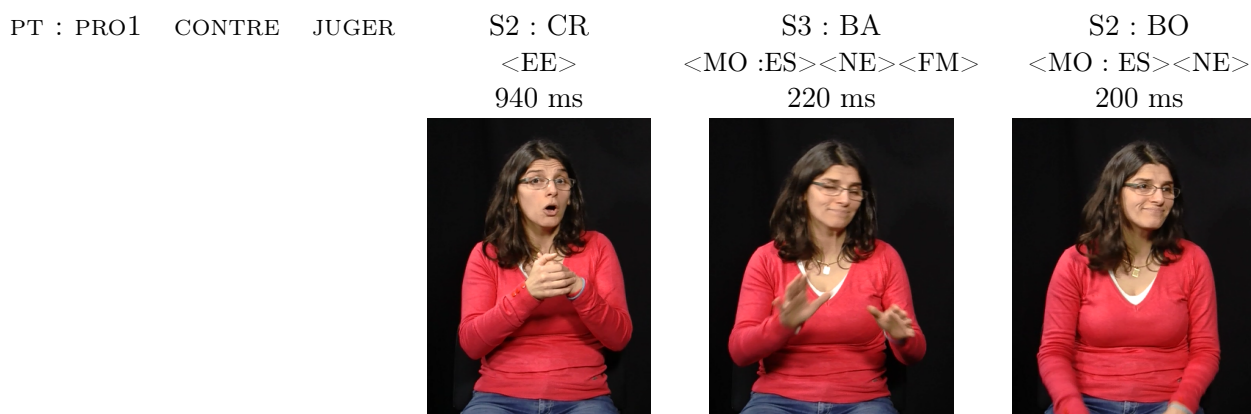 PT : PRO1 CONTRE JUGER S2 : CR S3 : BA S2 : BO
<EE> <MO :ES><NE><FM> <MO : ES><NE>
940 ms 220 ms 200 ms